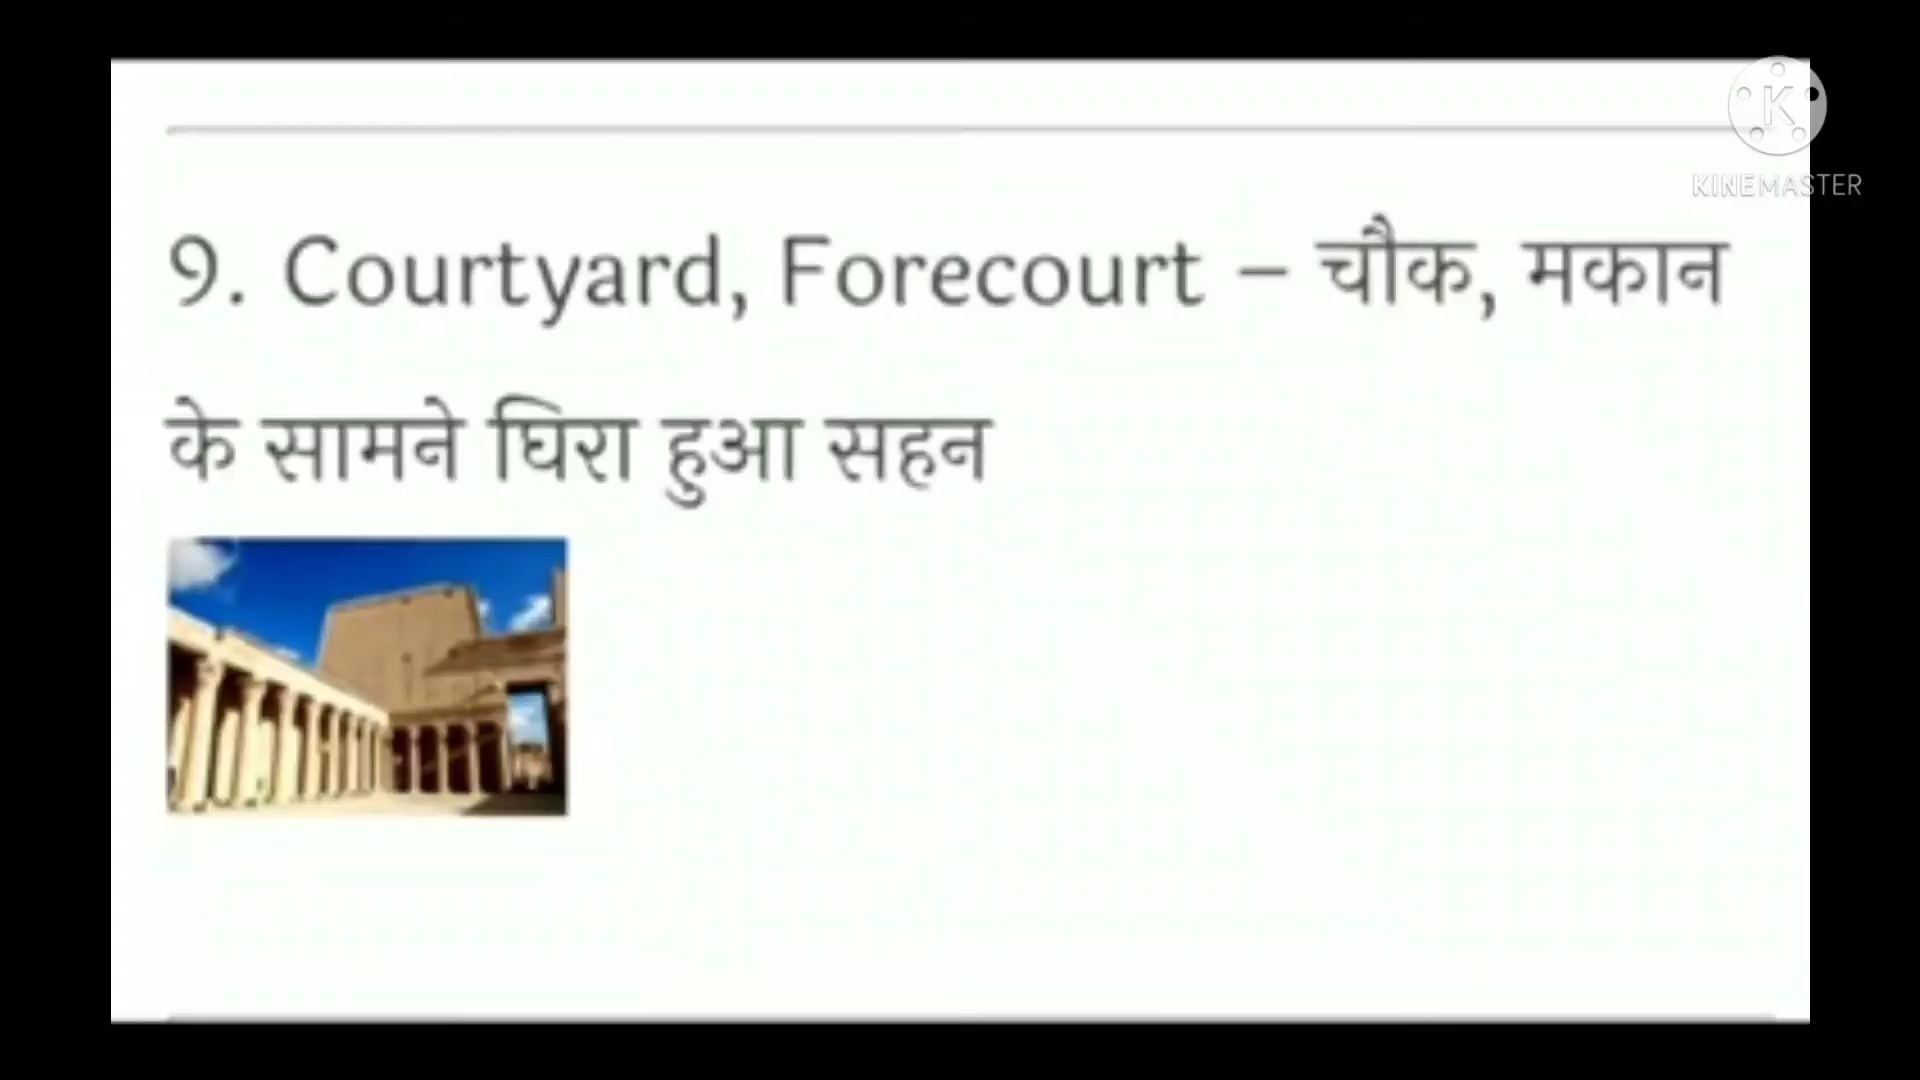 K
KINEMASTER
9. Courtyard, Forecourt – चौक, मकान
के सामने घिरा हुआ सहन